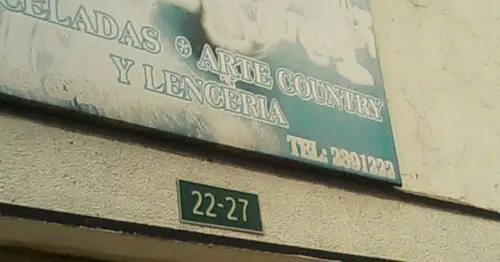 CELADAS * ARTE COUNTRY
Y LENCERIA
TEL: 2891222
22-27